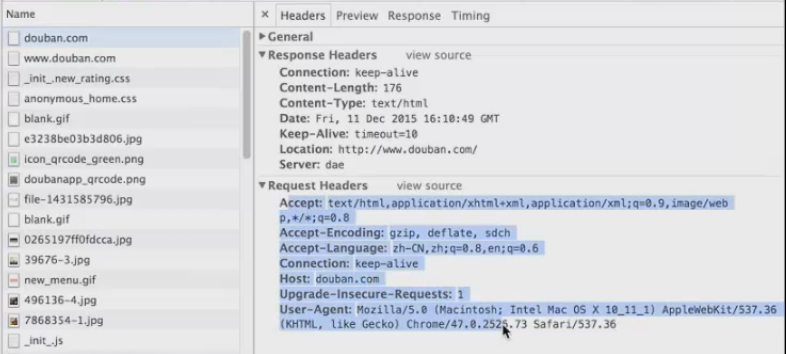 Name
× Headers Preview Response Timing
douban.com
www.douban.com
_init_.new_rating.css
anonymous_home.css
blank.gif
e3238be03b3d806.jpg
icon_qrcode_green.png
doubanapp_qrcode.png
file-1431585796.jpg
blank.gif
0265197ff0fdcca.jpg
39676-3.jpg
new_menu.gif
496136-4.jpg
7868354-1.jpg
_init_.js
▶General
▼Response Headers view source
Connection: keep-alive
Content-Length: 176
Content-Type: text/html
Date: Fri, 11 Dec 2015 16:10:49 GMT
Keep-Alive: timeout=10
Location: http://www.douban.com/
Server: dae
▼Request Headers view source
Accept: text/html,application/xhtml+xml,application/xml;q=0.9,image/web
p,*/*;q=0.8
Accept-Encoding: gzip, deflate, sdch
Accept-Language: zh-CN,zh;q=0.8,en;q=0.6
Connection: keep-alive
Host: douban.com
Upgrade-Insecure-Requests: 1
User-Agent: Mozilla/5.0 (Macintosh; Intel Mac OS X 10_11_1) AppleWebKit/537.36
(KHTML, like Gecko) Chrome/47.0.2526.73 Safari/537.36